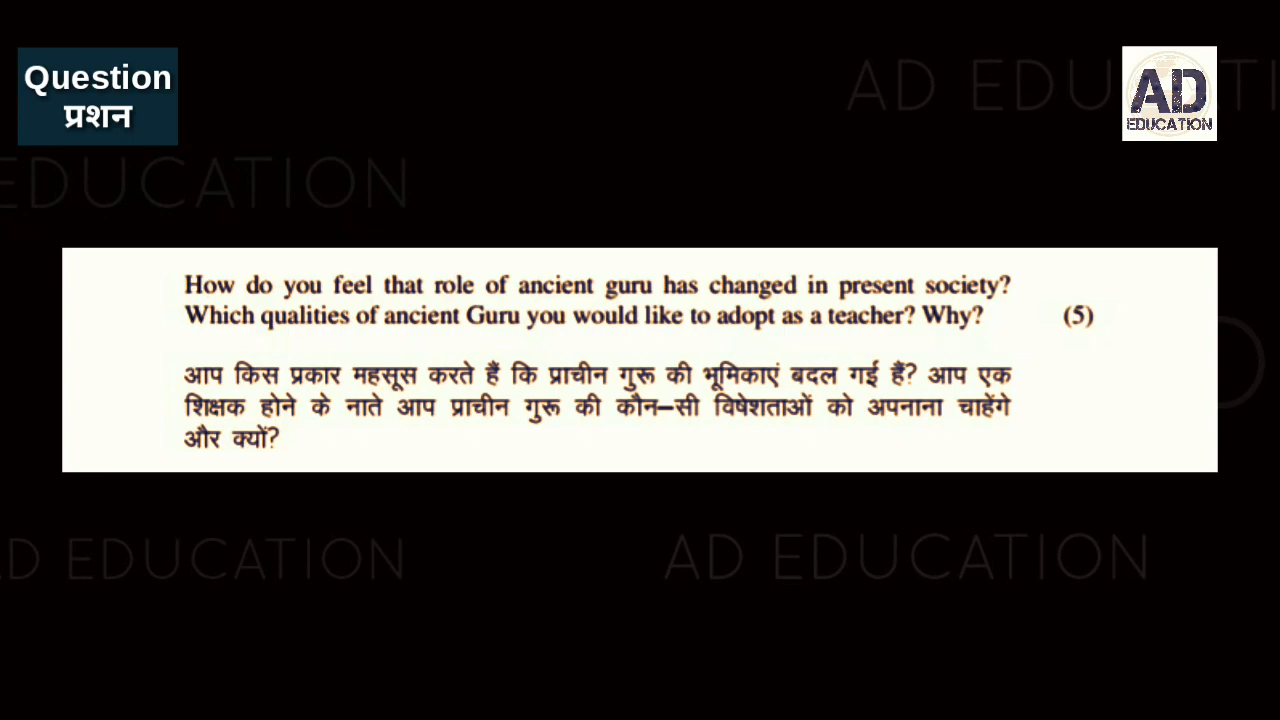 Question
प्रशन
AD EDUCATION
AD
EDUCATION
EDUCATION
How do you feel that role of ancient guru has changed in present society?
Which qualities of ancient Guru you would like to adopt as a teacher? Why? (5)
आप किस प्रकार महसूस करते हैं कि प्राचीन गुरू की भूमिकाएं बदल गई हैं? आप एक
शिक्षक होने के नाते आप प्राचीन गुरू की कौन–सी विषेशताओं को अपनाना चाहेंगे
और क्यों?
D EDUCATION
AD EDUCATION